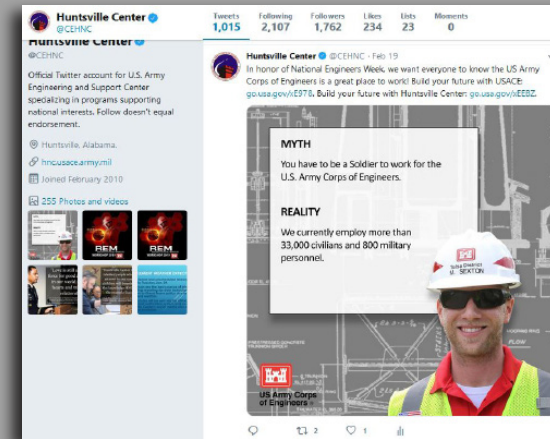 Huntsville Center
@CEHNC
Tweets
1,015
Following
2,107
Followers
1,762
Likes
234
Lists
23
Moments
0
Huntsville Center
@CEHNC
Official Twitter account for U.S. Army
Engineering and Support Center
specializing in programs supporting
national interests. Follow doesn't equal
endorsement.
Huntsville, Alabama.
hnc.usace.army.mil
Joined February 2010
255 Photos and videos
Huntsville Center @CEHNC · Feb 19
In honor of National Engineers Week, we want everyone to know the US Army
Corps of Engineers is a great place to work! Build your future with USACE:
go.usa.gov/xE978. Build your future with Huntsville Center: go.usa.gov/xEEBZ.
MYTH
You have to be a Soldier to work for the
U.S. Army Corps of Engineers.
REALITY
We currently employ more than
33,000 civilians and 800 military
personnel.
SEXTON
US Army Corps
of Engineers
2
1